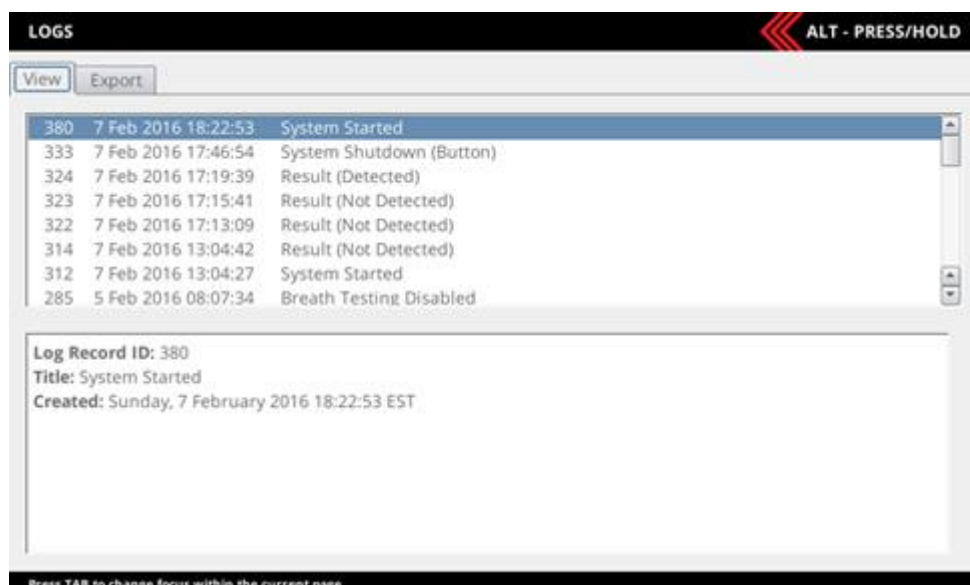 LOGS
ALT - PRESS/HOLD
View Export
380 7 Feb 2016 18:22:53 System Started
333 7 Feb 2016 17:46:54 System Shutdown (Button)
324 7 Feb 2016 17:19:39 Result (Detected)
323 7 Feb 2016 17:15:41 Result (Not Detected)
322 7 Feb 2016 17:13:09 Result (Not Detected)
314 7 Feb 2016 13:04:42 Result (Not Detected)
312 7 Feb 2016 13:04:27 System Started
285 5 Feb 2016 08:07:34 Breath Testing Disabled
Log Record ID: 380
Title: System Started
Created: Sunday, 7 February 2016 18:22:53 EST
Press TAB to change focus within the current page